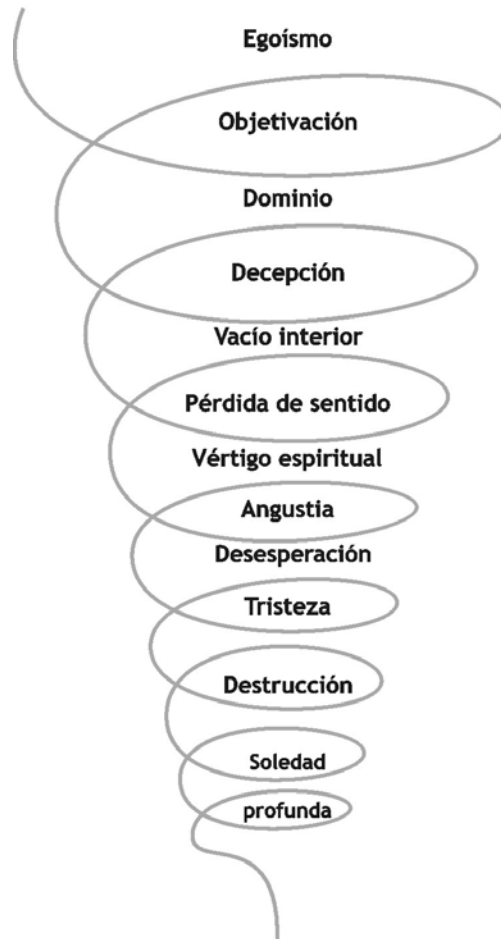 Egoísmo
Objetivación
Dominio
Decepción
Vacío interior
Pérdida de sentido
Vértigo espiritual
Angustia
Desesperación
Tristeza
Destrucción
Soledad
profunda